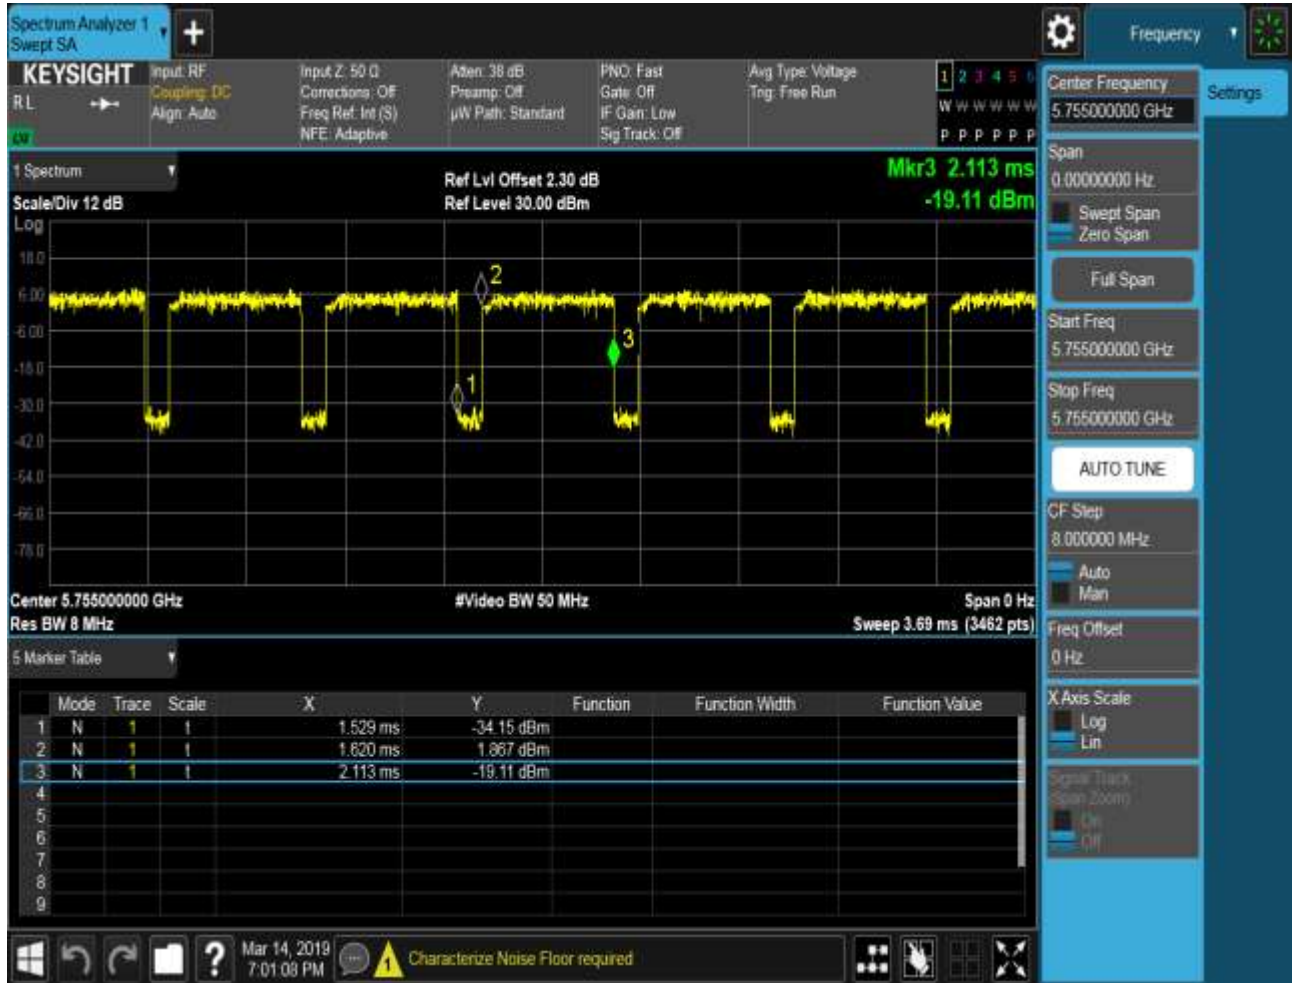 Spectrum Analyzer 1
Swept SA
+
Frequency
KEYSIGHT
R L
Input: RF
Coupling: DC
Align: Auto
Input Z: 50 Ω
Corrections: Off
Freq Ref: Int (S)
NFE: Adaptive
Atten: 38 dB
Preamp: Off
µW Path: Standard
PNO: Fast
Gate: Off
IF Gain: Low
Sig Track: Off
Avg Type: Voltage
Trig: Free Run
1 2 3 4 5 6
W W W W W W
P P P P P P
1 Spectrum
Scale/Div 12 dB
Log
Ref Lvl Offset 2.30 dB
Ref Level 30.00 dBm
Mkr3 2.113 ms
-19.11 dBm
18.0
6.00
-6.00
-18.0
-30.0
-42.0
-54.0
-66.0
-78.0
1
2
3
Center 5.755000000 GHz
Res BW 8 MHz
#Video BW 50 MHz
Span 0 Hz
Sweep 3.69 ms (3462 pts)
5 Marker Table
Mode Trace Scale X Y Function Function Width Function Value
1 N 1 t 1.529 ms -34.15 dBm
2 N 1 t 1.620 ms 1.867 dBm
3 N 1 t 2.113 ms -19.11 dBm
4
5
6
7
8
9
Center Frequency
5.755000000 GHz
Settings
Span
0.00000000 Hz
Swept Span
Zero Span
Full Span
Start Freq
5.755000000 GHz
Stop Freq
5.755000000 GHz
AUTO TUNE
CF Step
8.000000 MHz
Auto
Man
Freq Offset
0 Hz
X Axis Scale
Log
Lin
Signal Track
(Span Zoom)
On
Off
?
Mar 14, 2019
7:01:08 PM
1
Characterize Noise Floor required